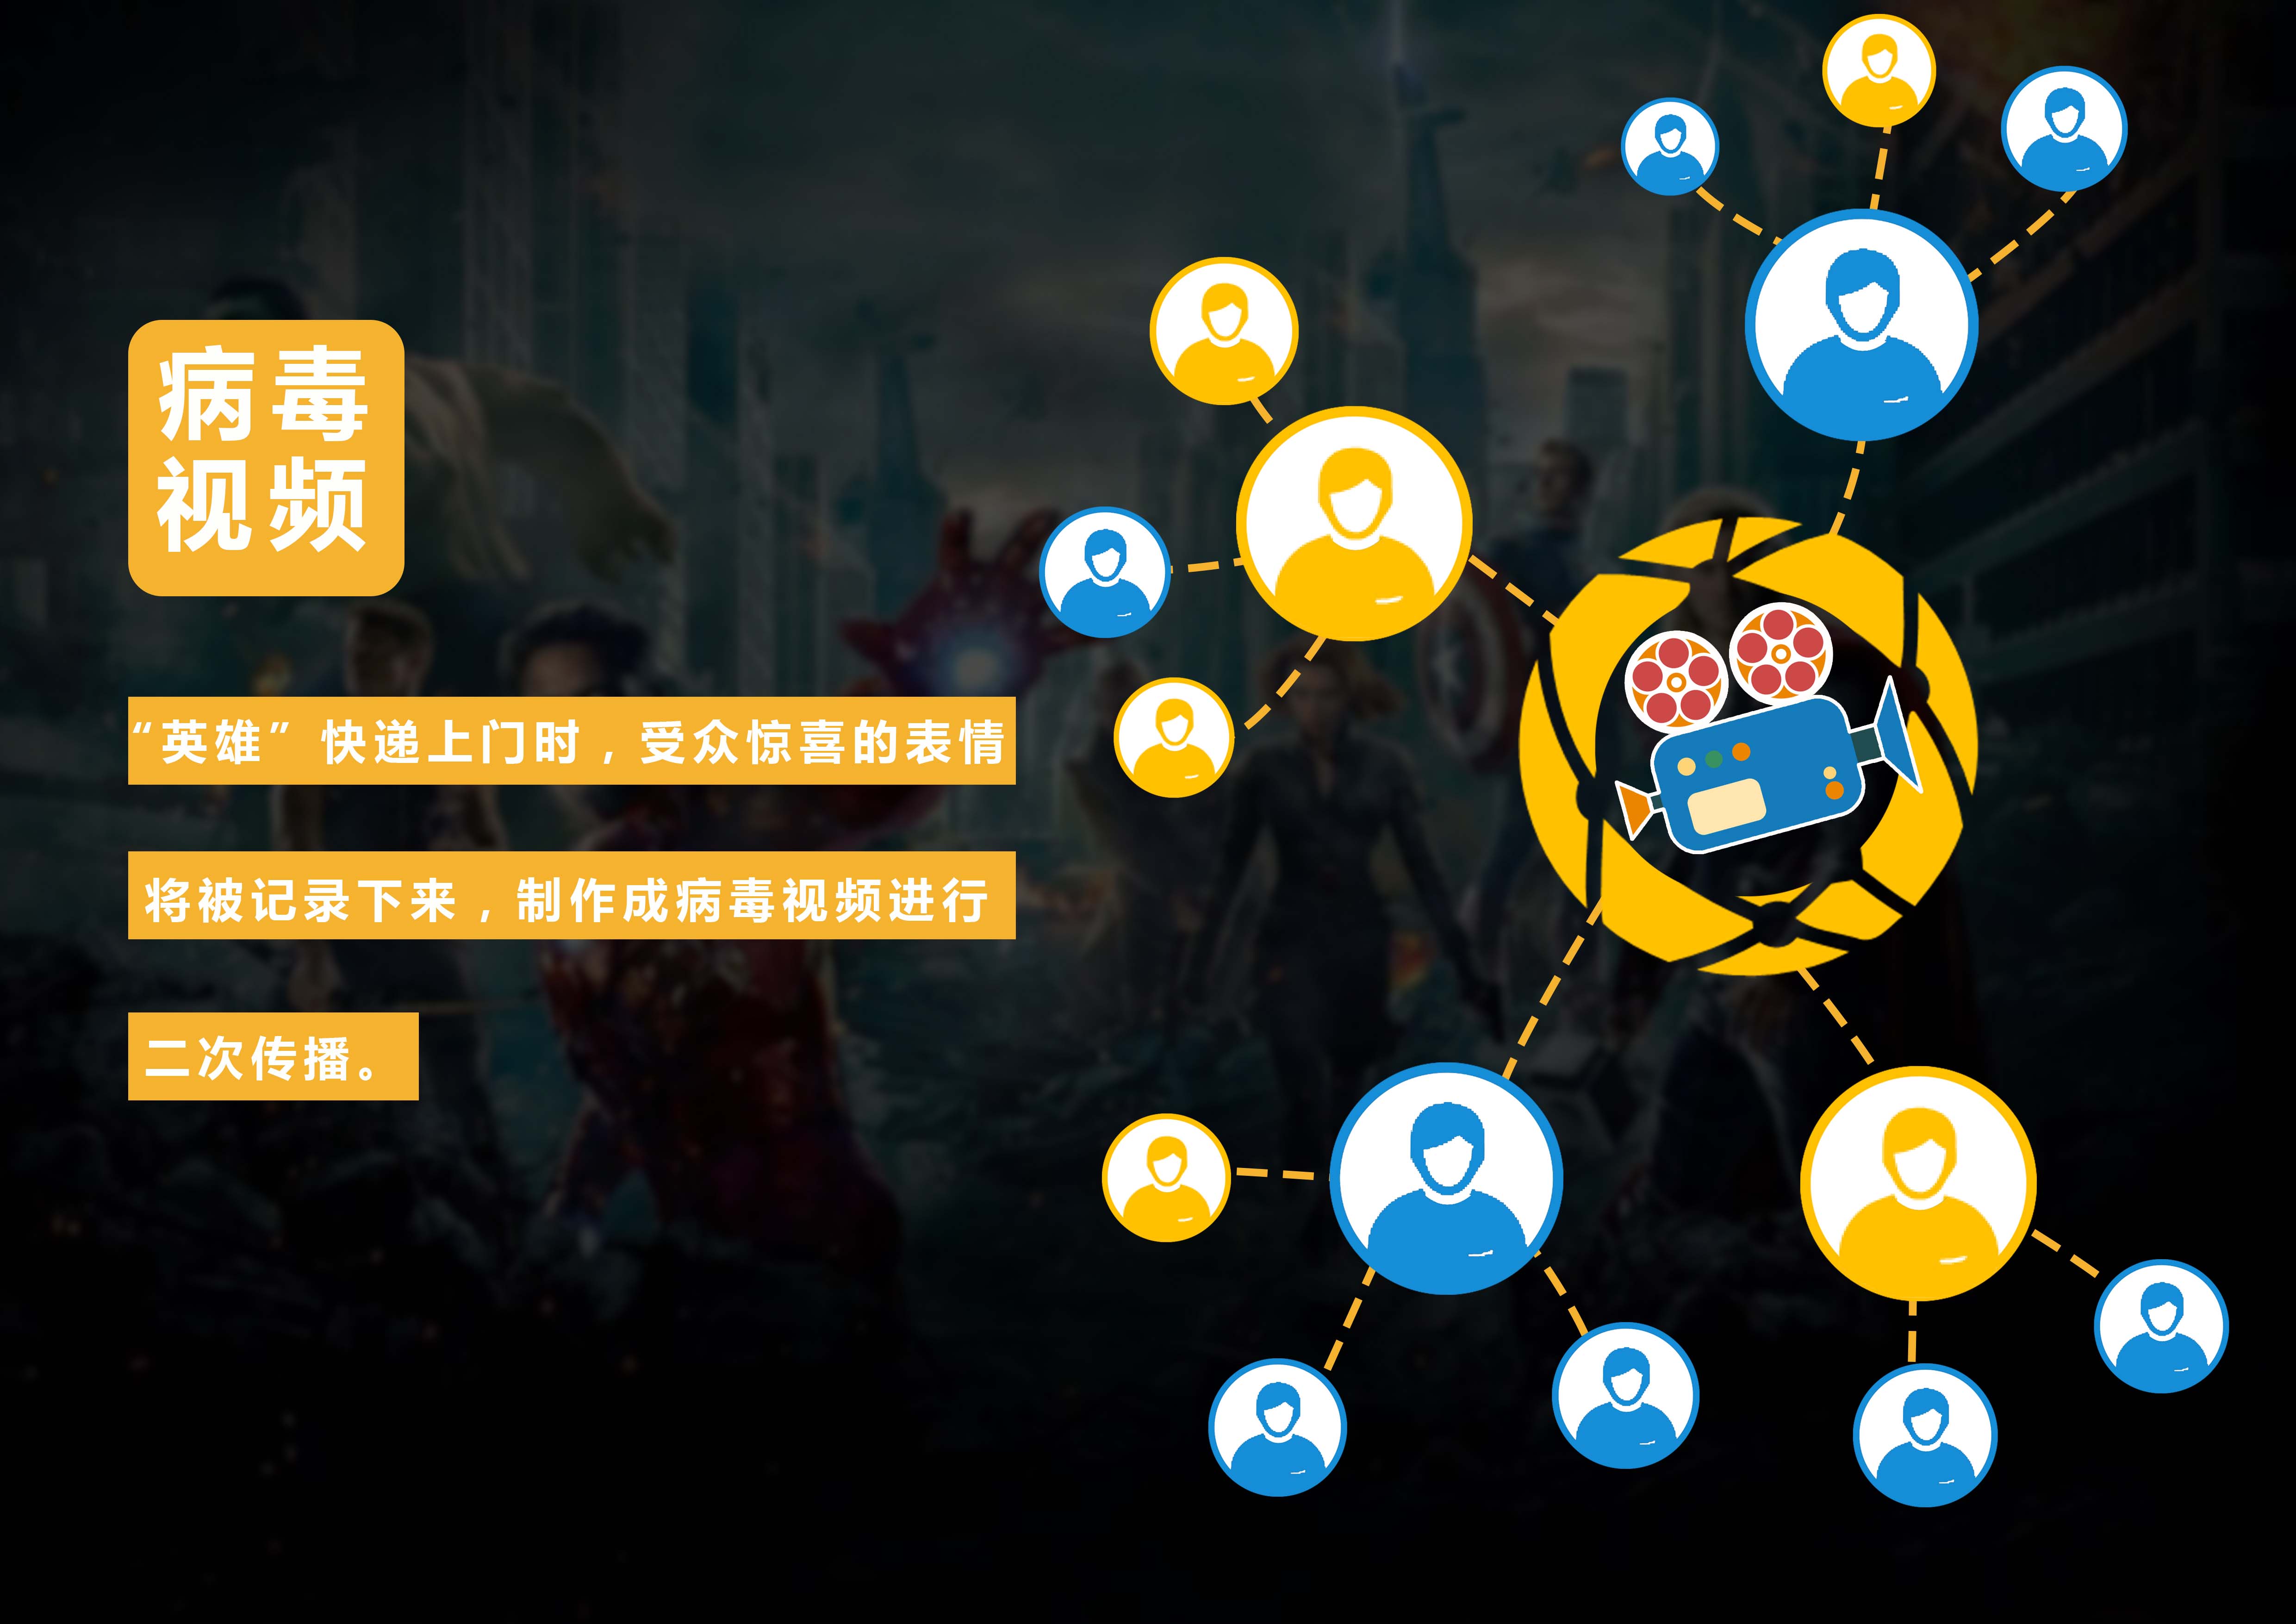 病毒
视频
“英雄” 快递上门时，受众惊喜的表情
将被记录下来，制作成病毒视频进行
二次传播。